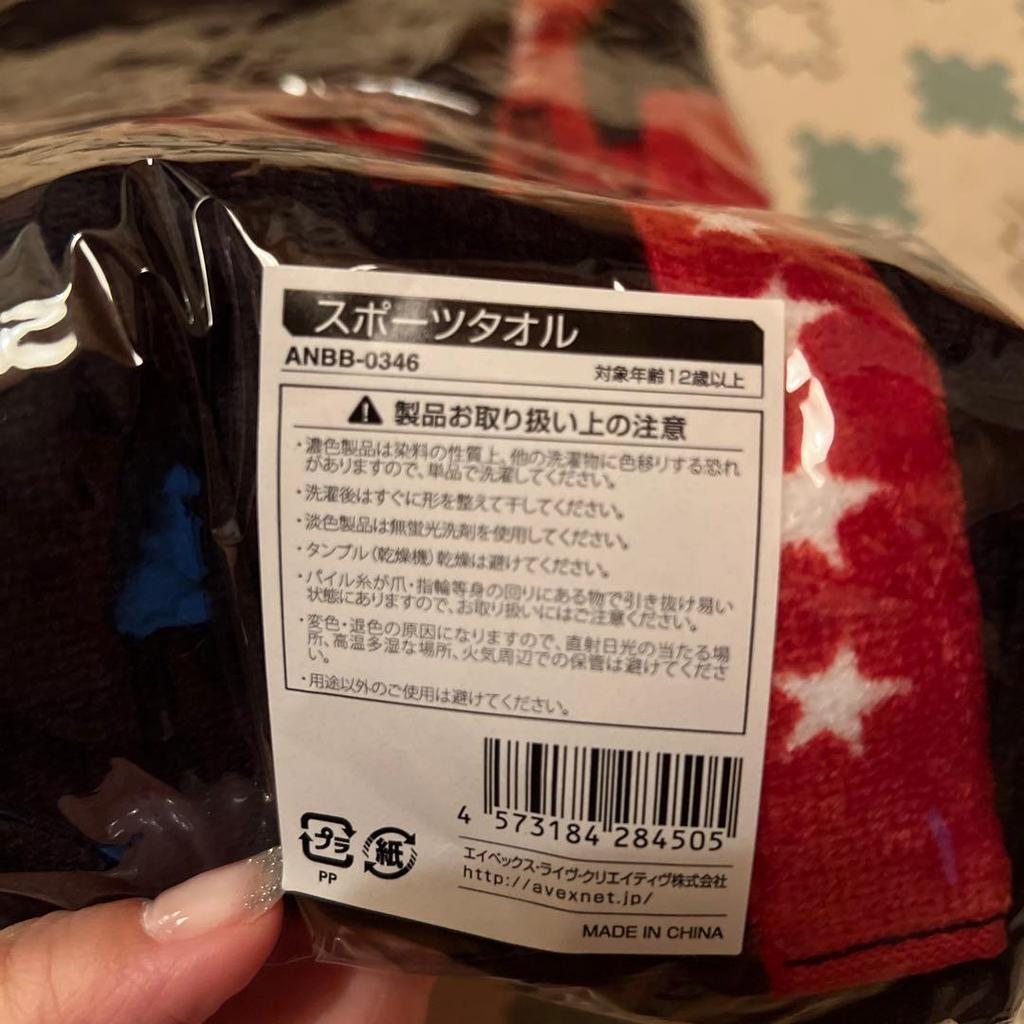 スポーツタオル
ANBB-0346
対象年齢12歳以上
製品お取り扱い上の注意
・濃色製品は染料の性質上、他の洗濯物に色移りする恐れ
がありますので、単品で洗濯してください。
・洗濯後はすぐに形を整えて干してください。
・淡色製品は無蛍光洗剤を使用してください。
・タンブル(乾燥機)乾燥は避けてください。
・パイル糸が爪・指輪等身の回りにある物で引き抜け易い
状態にありますので、お取り扱いにはご注意ください。
・変色・退色の原因になりますので、直射日光の当たる場
所、高温多湿な場所、火気周辺での保管は避けてくださ
い。
・用途以外のご使用は避けてください。
4 573184 284505
プラ
紙
PP
エイベックス・ライヴ・クリエイティヴ株式会社
http://avexnet.jp/
MADE IN CHINA